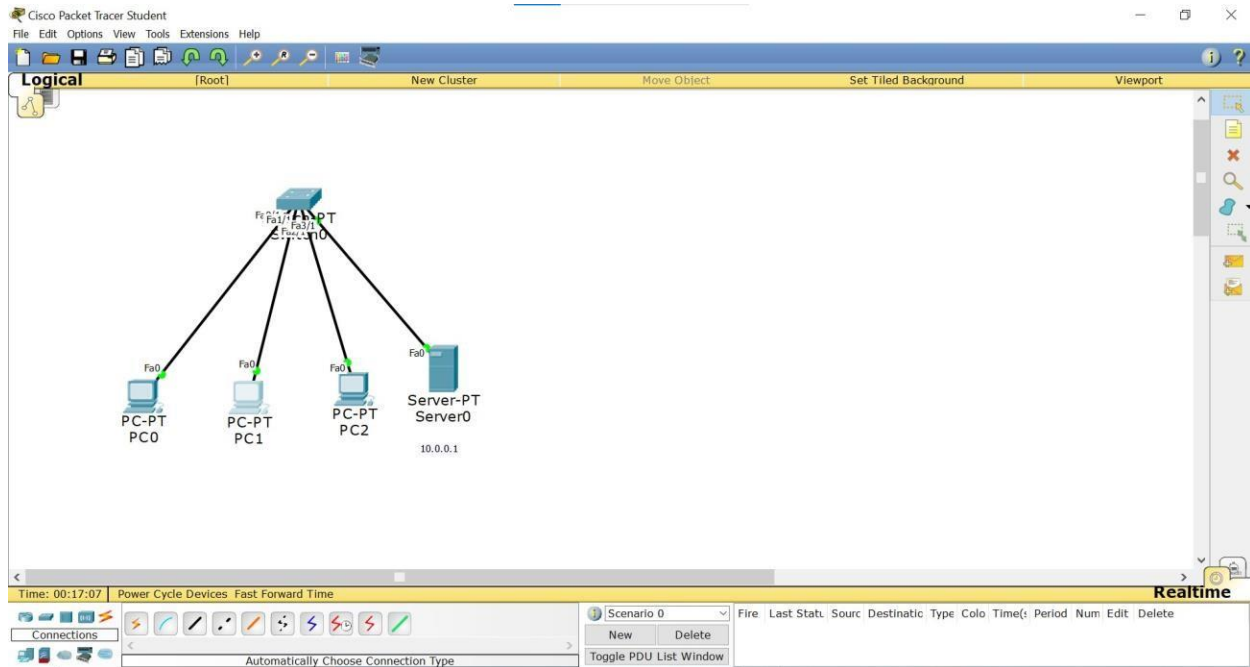 Cisco Packet Tracer Student
File Edit Options View Tools Extensions Help
Logical [Root] New Cluster Move Object Set Tiled Background Viewport
Fa1/
Fa3/1
PT
Fa0
Fa0
Fa0
Fa0
PC-PT
PC0
PC-PT
PC1
PC-PT
PC2
Server-PT
Server0
10.0.0.1
Time: 00:17:07 Power Cycle Devices Fast Forward Time Realtime
Connections
Automatically Choose Connection Type
Scenario 0
New Delete
Toggle PDU List Window
Fire Last Statu Sourc Destinatic Type Colo Time(s Period Num Edit Delete